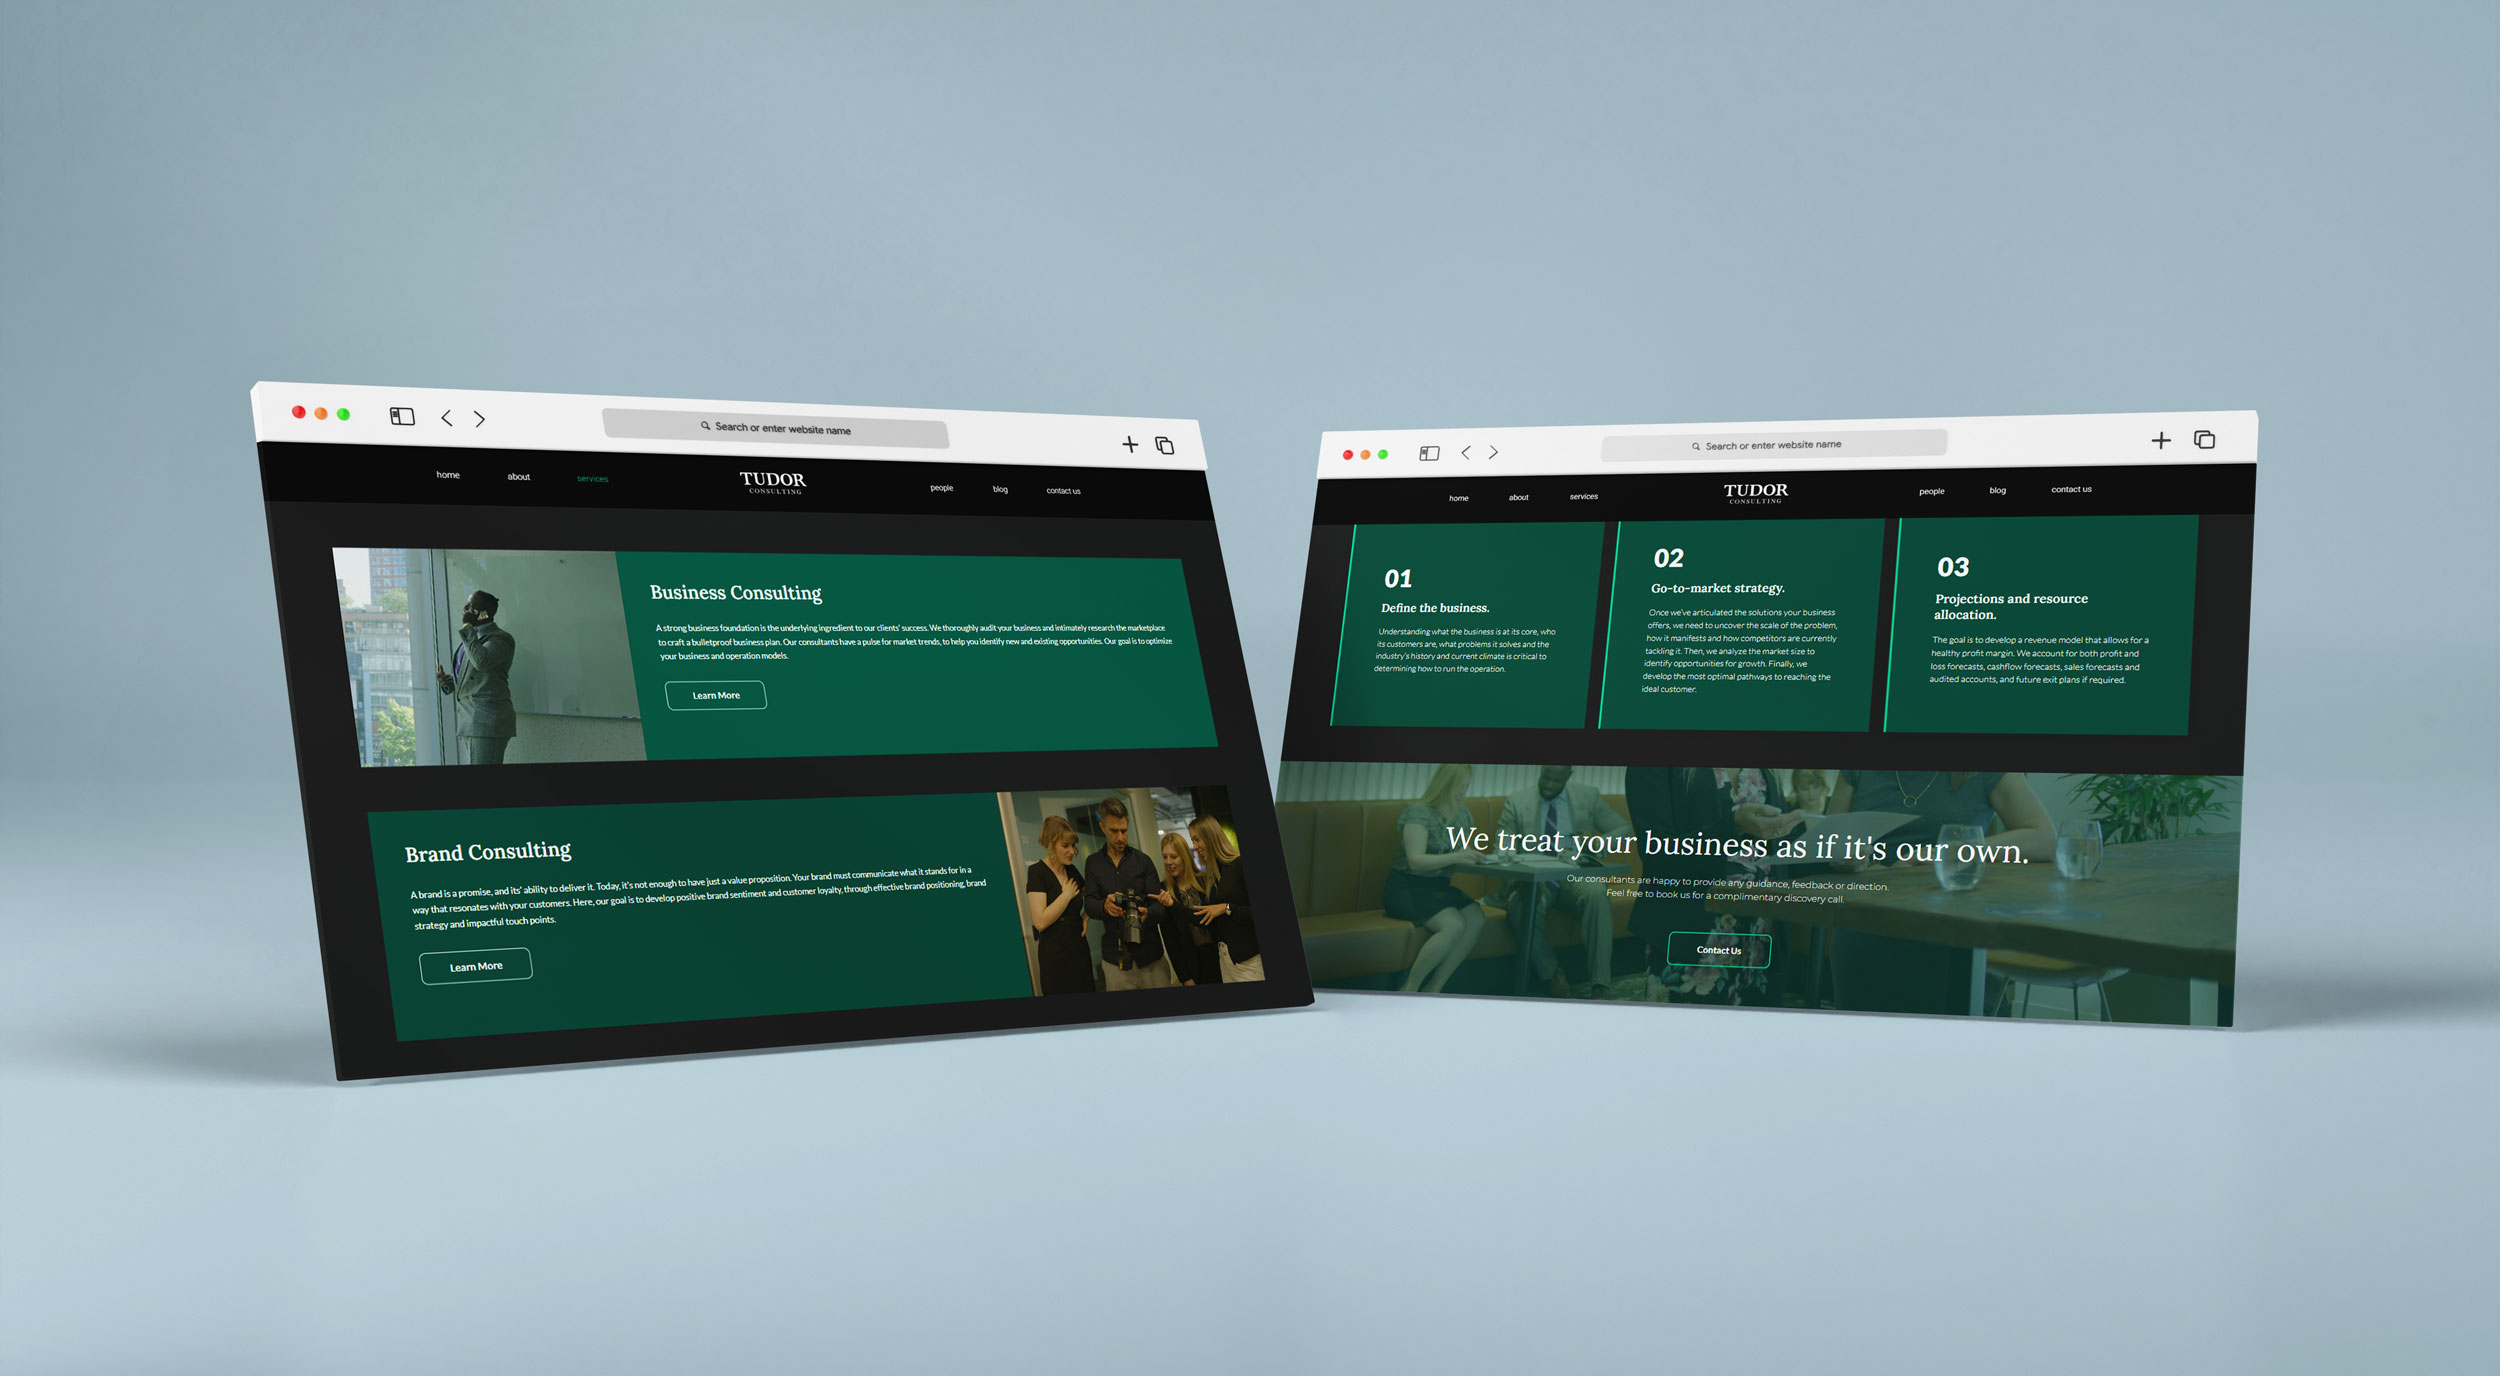 Search or enter website name
home
about
services
TUDOR
CONSULTING
people
blog
contact us
Business Consulting
A strong business foundation is the underlying ingredient to our clients' success. We thoroughly audit your business and intimately research the marketplace
to craft a bulletproof business plan. Our consultants have a pulse for market trends, to help you identify new and existing opportunities. Our goal is to optimize
your business and operation models.
Learn More
Brand Consulting
A brand is a promise, and its' ability to deliver it. Today, it's not enough to have just a value proposition. Your brand must communicate what it stands for in a
way that resonates with your customers. Here, our goal is to develop positive brand sentiment and customer loyalty, through effective brand positioning, brand
strategy and impactful touch points.
Learn More
Search or enter website name
home
about
services
TUDOR
CONSULTING
people
blog
contact us
01
Define the business.
Understanding what the business is at its core, who
its customers are, what problems it solves and the
industry's history and current climate is critical to
determining how to run the operation.
02
Go-to-market strategy.
Once we've articulated the solutions your business
offers, we need to uncover the scale of the problem,
how it manifests and how competitors are currently
tackling it. Then, we analyze the market size to
identify opportunities for growth. Finally, we
develop the most optimal pathways to reaching the
ideal customer.
03
Projections and resource
allocation.
The goal is to develop a revenue model that allows for a
healthy profit margin. We account for both profit and
loss forecasts, cashflow forecasts, sales forecasts and
audited accounts, and future exit plans if required.
We treat your business as if it's our own.
Our consultants are happy to provide any guidance, feedback or direction.
Feel free to book us for a complimentary discovery call.
Contact Us